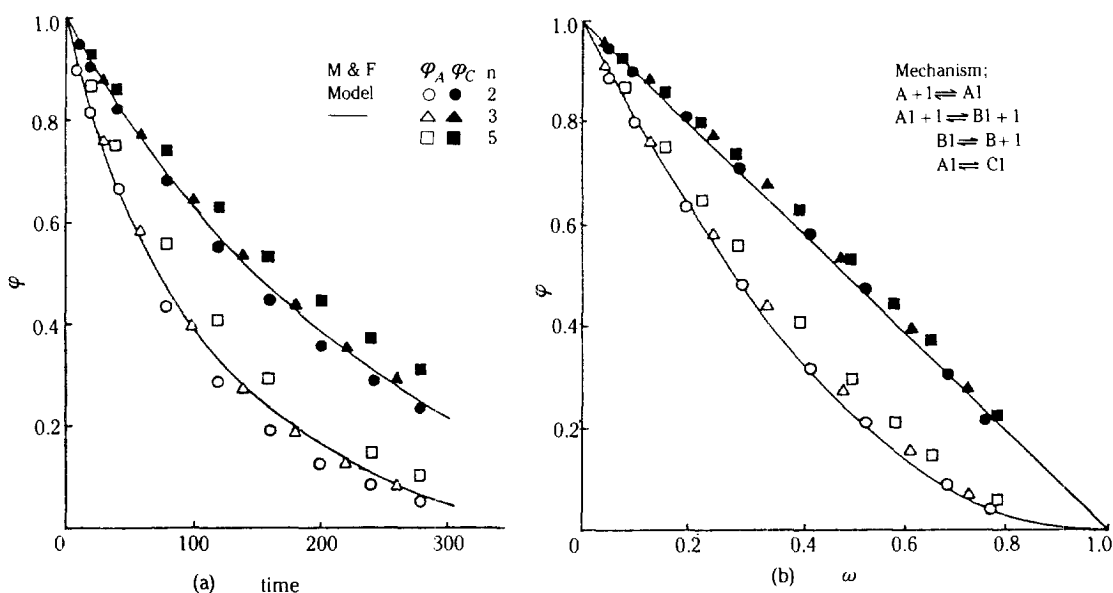 1.0
0.8
0.6
0.4
0.2
φ
0
100
200
300
(a)
time
M & F
Model
φA φC n
2
3
5
1.0
0.8
0.6
0.4
0.2
φ
0
0.2
0.4
0.6
0.8
1.0
(b)
ω
Mechanism;
A + 1 ⇌ A1
A1 + 1 ⇌ B1 + 1
B1 ⇌ B + 1
A1 ⇌ C1